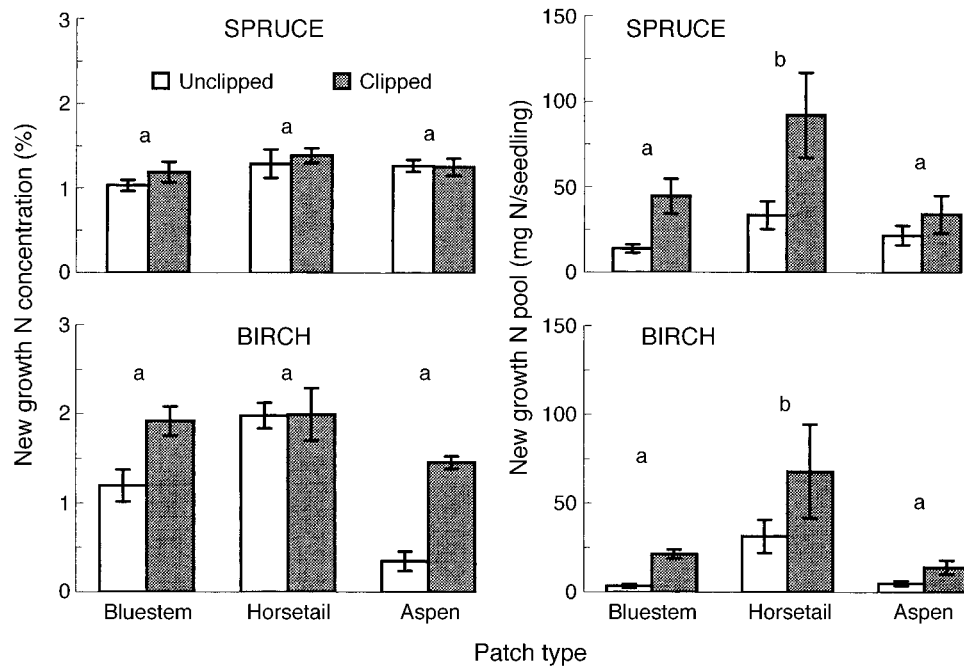 New growth N concentration (%)
3
2
1
0
SPRUCE
Unclipped
Clipped
a
a
a
3
2
1
0
BIRCH
a
a
a
Bluestem
Horsetail
Aspen
New growth N pool (mg N/seedling)
150
100
50
0
SPRUCE
a
b
a
150
100
50
0
BIRCH
a
b
a
Bluestem
Horsetail
Aspen
Patch type